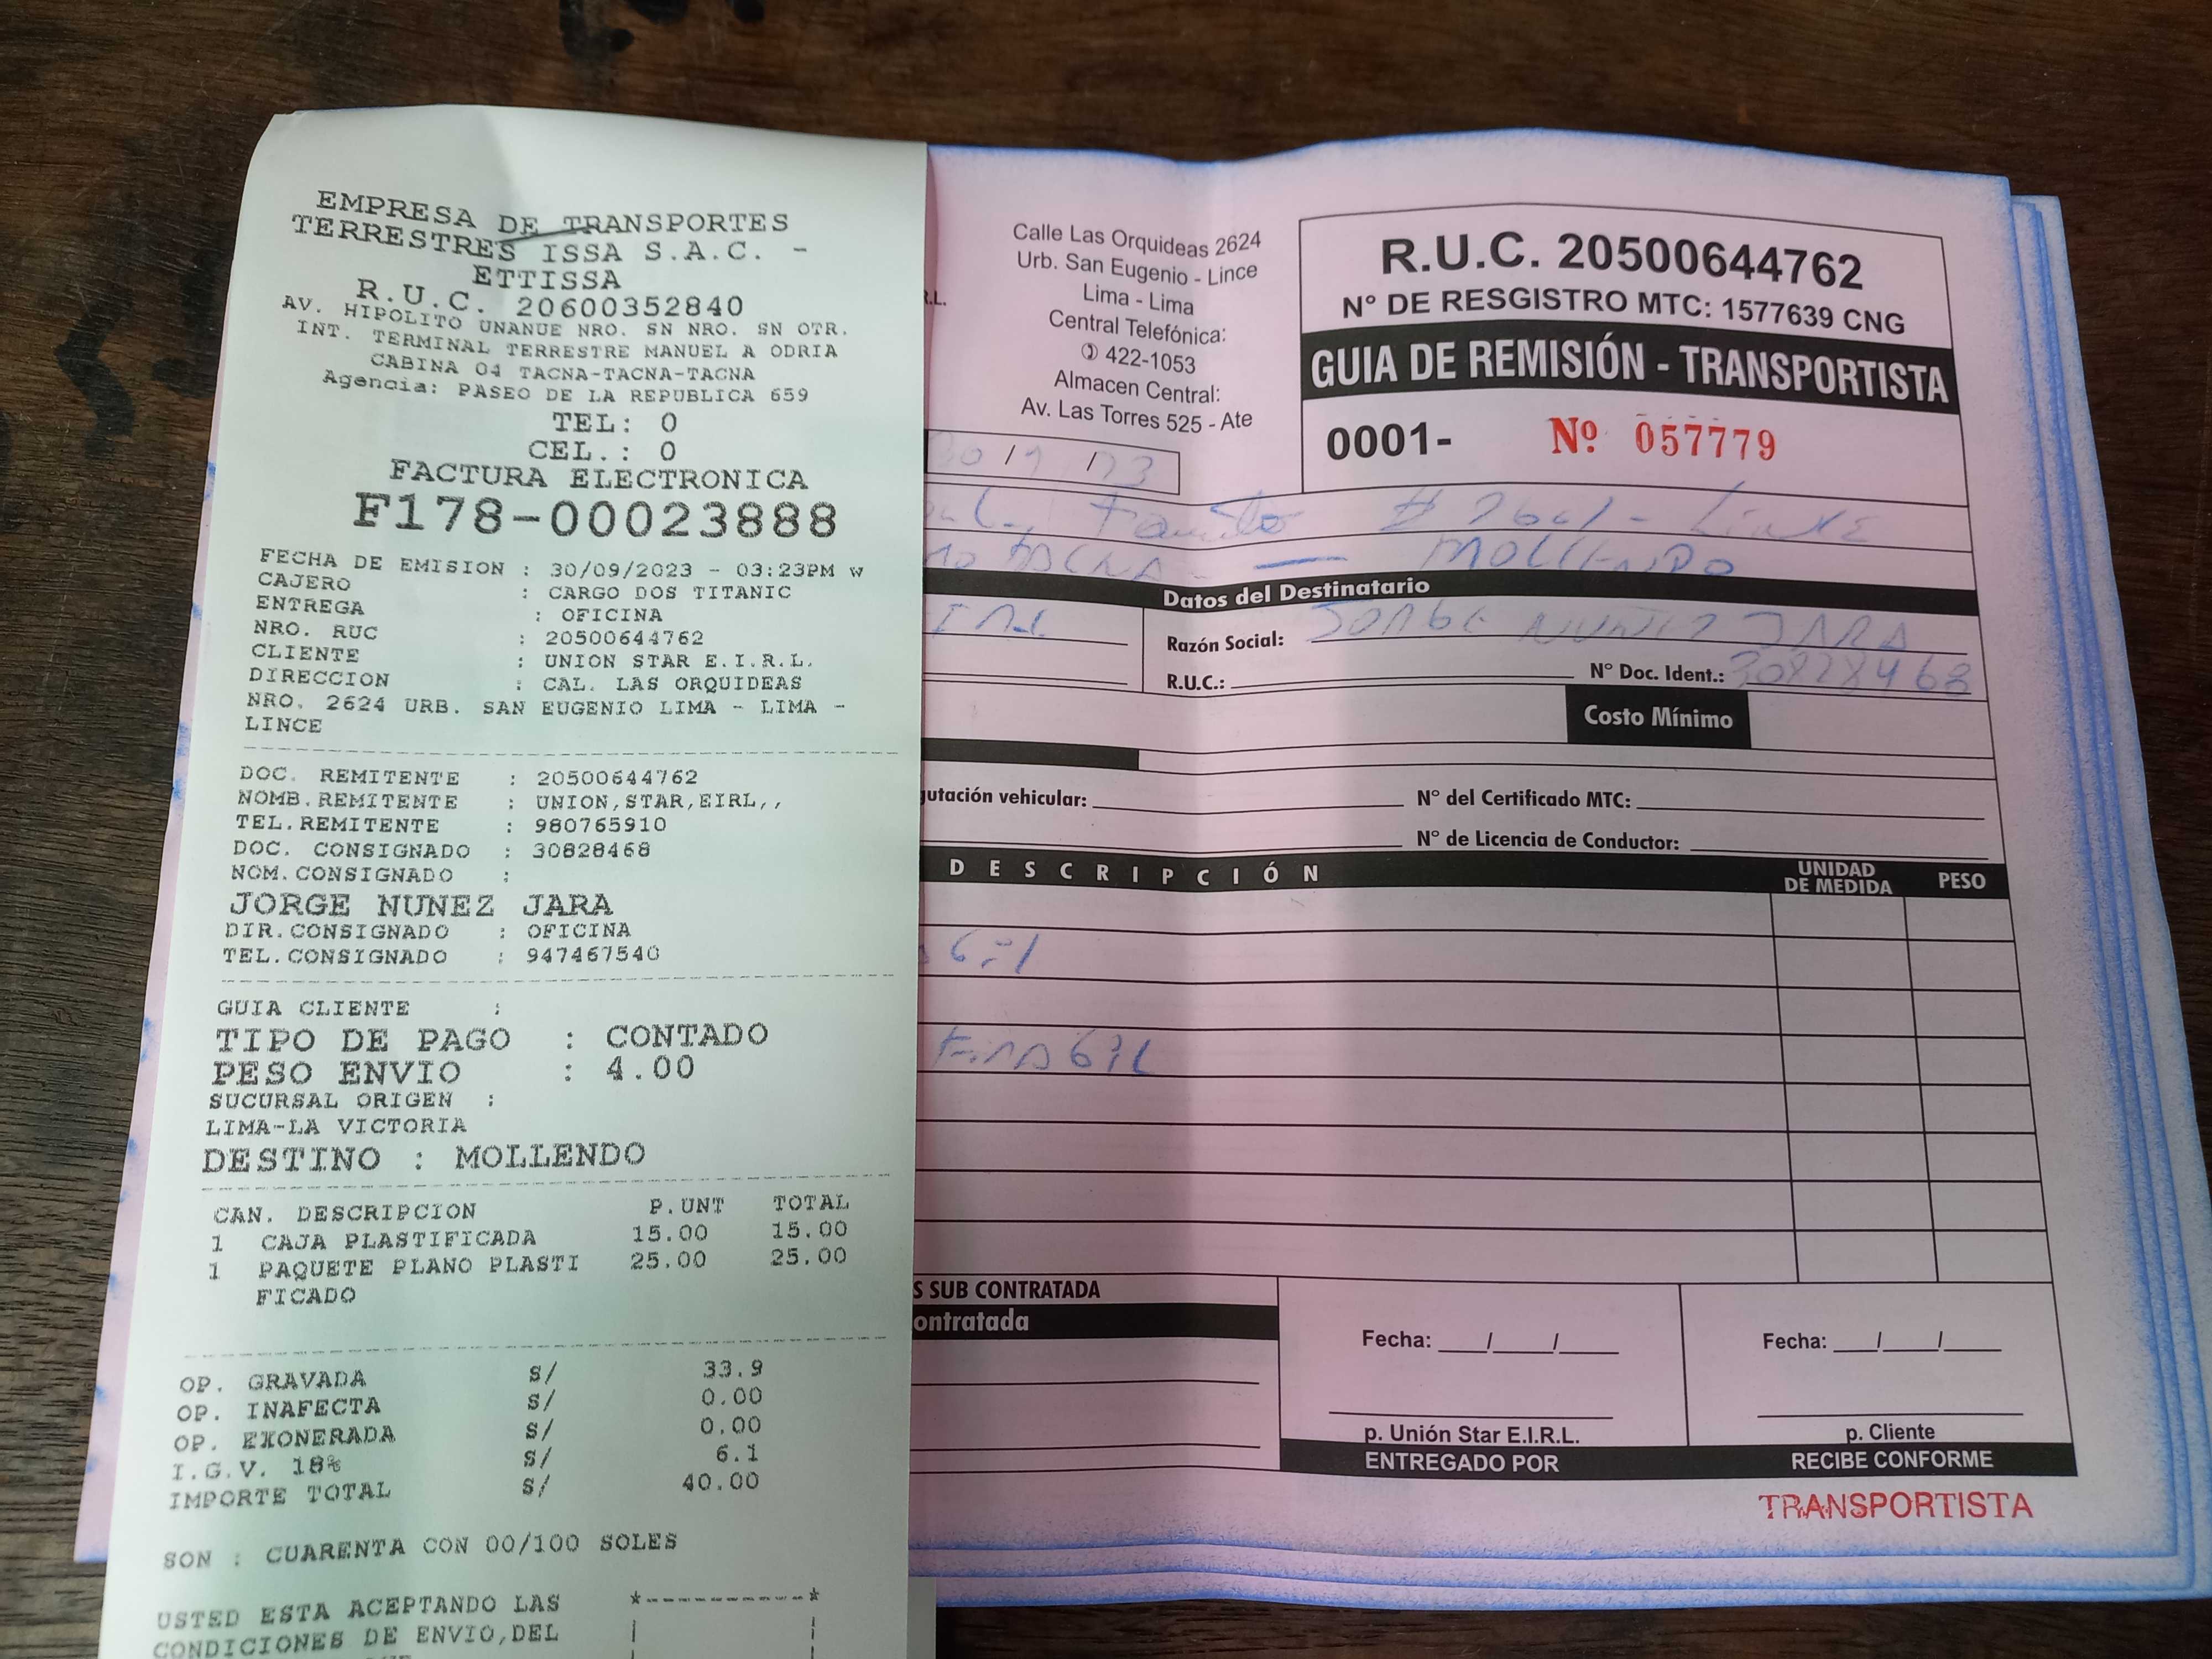 EMPRESA DE TRANSPORTES
TERRESTRES ISSA S.A.C. -
ETTISSA
R.U.C. 20600352840
AV. HIPOLITO UNANUE NRO. SN NRO. SN OTR.
INT. TERMINAL TERRESTRE MANUEL A ODRIA
CABINA 04 TACNA-TACNA-TACNA
Agencia: PASEO DE LA REPUBLICA 659
TEL: 0
CEL.: 0
FACTURA ELECTRONICA
F178-00023888
FECHA DE EMISION : 30/09/2023 - 03:23PM w
CAJERO : CARGO DOS TITANIC
ENTREGA : OFICINA
NRO. RUC : 20500644762
CLIENTE : UNION STAR E.I.R.L.
DIRECCION : CAL. LAS ORQUIDEAS
NRO. 2624 URB. SAN EUGENIO LIMA - LIMA -
LINCE
DOC. REMITENTE : 20500644762
NOMB.REMITENTE : UNION,STAR,EIRL,,
TEL.REMITENTE : 980765910
DOC. CONSIGNADO : 30828468
NOM.CONSIGNADO :
JORGE NUNEZ JARA
DIR.CONSIGNADO : OFICINA
TEL.CONSIGNADO : 947467540
GUIA CLIENTE :
TIPO DE PAGO : CONTADO
PESO ENVIO : 4.00
SUCURSAL ORIGEN :
LIMA-LA VICTORIA
DESTINO : MOLLENDO
CAN. DESCRIPCION P.UNT TOTAL
1 CAJA PLASTIFICADA 15.00 15.00
1 PAQUETE PLANO PLASTI 25.00 25.00
FICADO
OP. GRAVADA S/ 33.9
OP. INAFECTA S/ 0.00
OP. EXONERADA S/ 0.00
I.G.V. 18% S/ 6.1
IMPORTE TOTAL S/ 40.00
SON : CUARENTA CON 00/100 SOLES
USTED ESTA ACEPTANDO LAS
CONDICIONES DE ENVIO,DEL
R.L.
Calle Las Orquideas 2624
Urb. San Eugenio - Lince
Lima - Lima
Central Telefónica:
422-1053
Almacen Central:
Av. Las Torres 525 - Ate
R.U.C. 20500644762
N° DE RESGISTRO MTC: 1577639 CNG
GUIA DE REMISIÓN - TRANSPORTISTA
0001- Nº 057779
# 2601 - Lince
TACNA - MOLLENDO
Datos del Destinatario
Razón Social: JORGE NUNEZ JARA
R.U.C.: N° Doc. Ident.: 30828468
Costo Mínimo
vehicular: N° del Certificado MTC:
N° de Licencia de Conductor:
DESCRIPCIÓN UNIDAD DE MEDIDA PESO
S SUB CONTRATADA
ontratada
Fecha: / /
p. Unión Star E.I.R.L.
ENTREGADO POR
Fecha: / /
p. Cliente
RECIBE CONFORME
TRANSPORTISTA